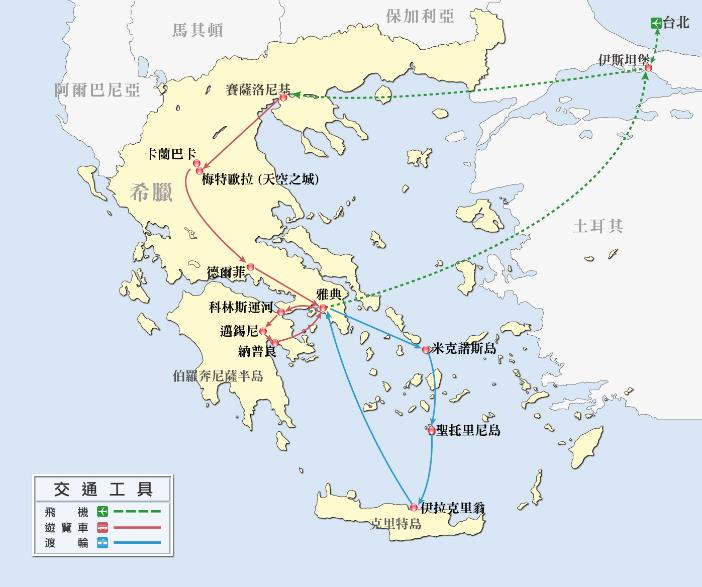 保加利亞
馬其頓
台北
伊斯坦堡
阿爾巴尼亞
賽薩洛尼基
卡蘭巴卡
梅特歐拉 (天空之城)
希臘
土耳其
德爾菲
雅典
科林斯運河
邁錫尼
納普良
米克諾斯島
伯羅奔尼薩半島
聖托里尼島
伊拉克里翁
克里特島
交通工具
飛機
遊覽車
渡輪